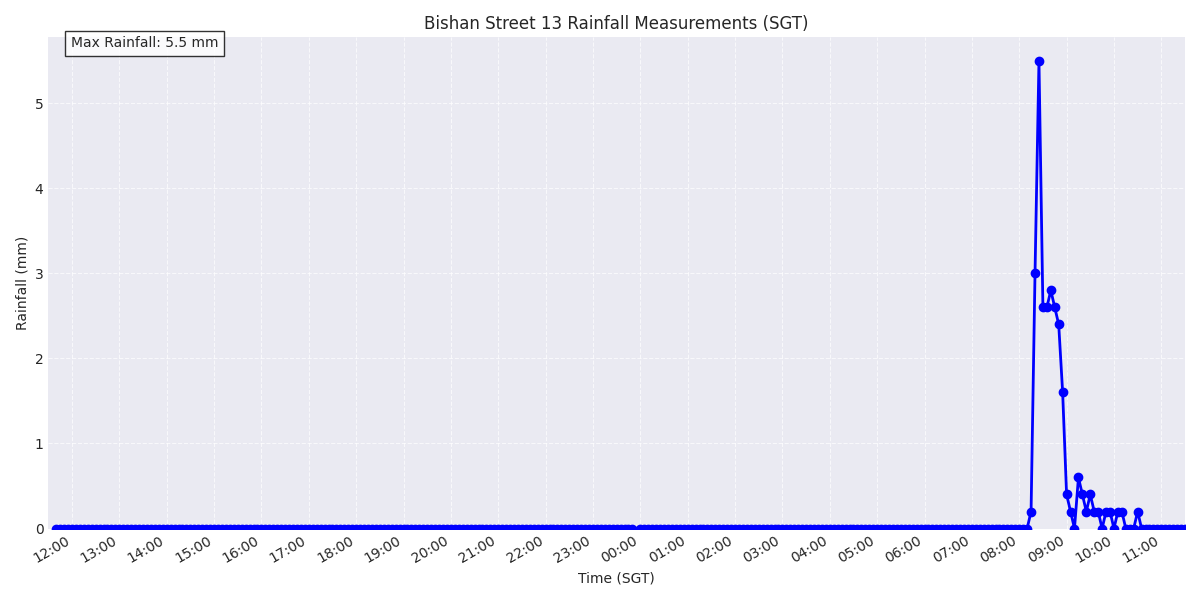 Bishan Street 13 Rainfall Measurements (SGT)
Max Rainfall: 5.5 mm
Rainfall (mm)
5
4
3
2
1
0
12:00 13:00 14:00 15:00 16:00 17:00 18:00 19:00 20:00 21:00 22:00 23:00 00:00 01:00 02:00 03:00 04:00 05:00 06:00 07:00 08:00 09:00 10:00 11:00
Time (SGT)